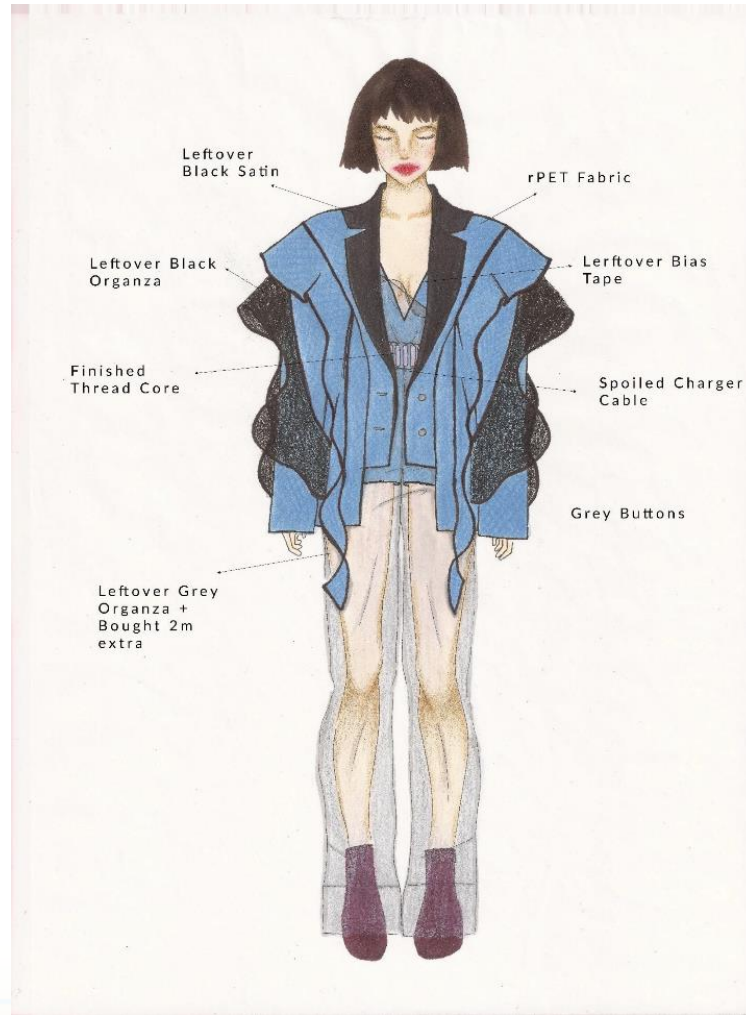 Leftover
Black Satin
rPET Fabric
Leftover Black
Organza
Lerftover Bias
Tape
Finished
Thread Core
Spoiled Charger
Cable
Grey Buttons
Leftover Grey
Organza +
Bought 2m
extra